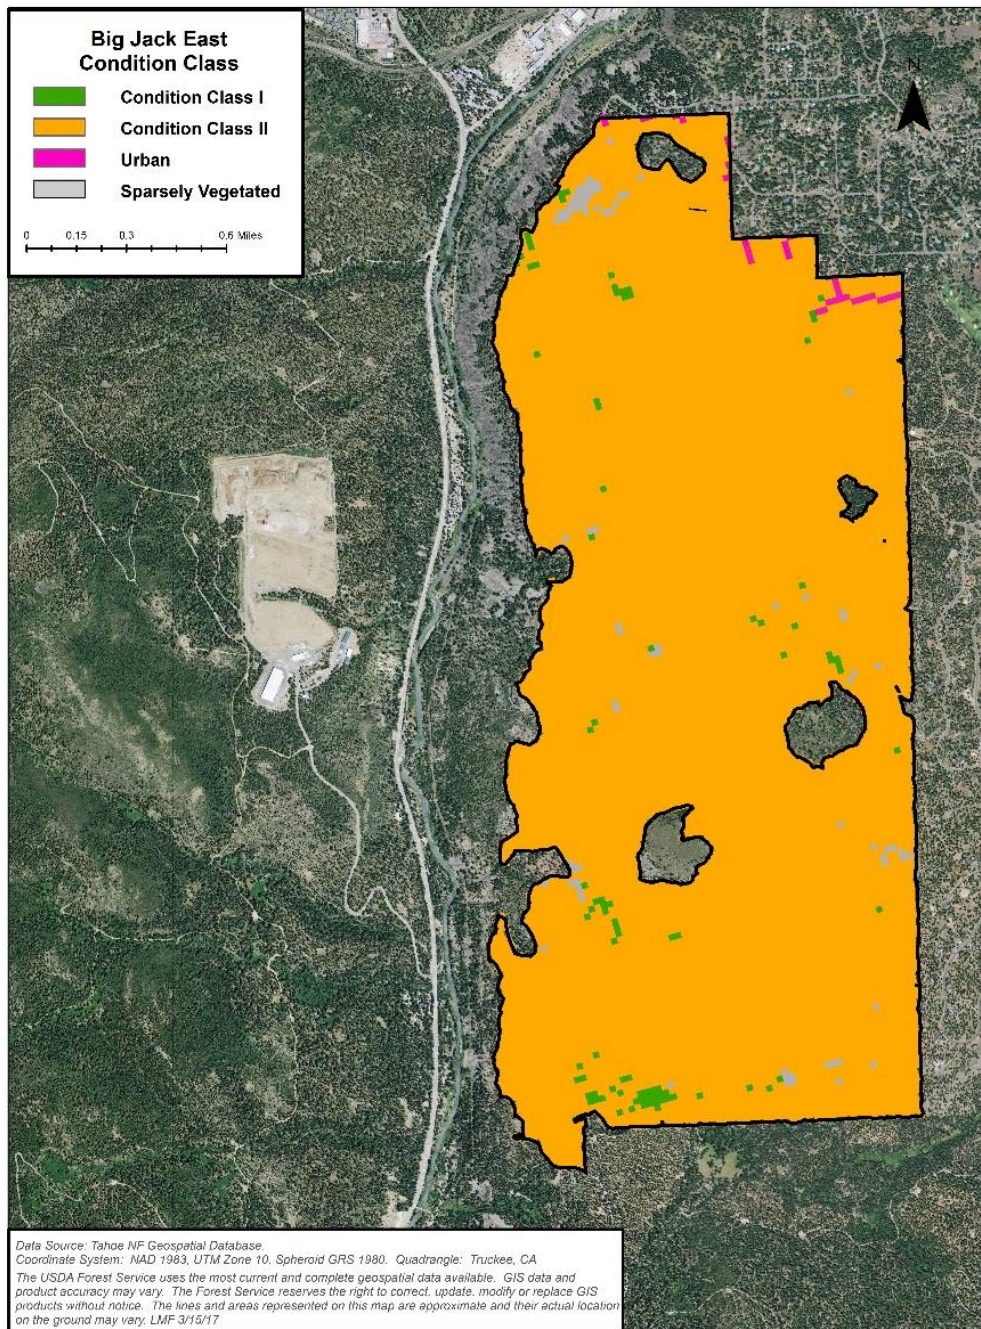 Big Jack East
Condition Class
Condition Class I
Condition Class II
Urban
Sparsely Vegetated
0 0.15 0.3 0.6 Miles
N
Data Source: Tahoe NF Geospatial Database.
Coordinate System: NAD 1983, UTM Zone 10, Spheroid GRS 1980. Quadrangle: Truckee, CA
The USDA Forest Service uses the most current and complete geospatial data available. GIS data and
product accuracy may vary. The Forest Service reserves the right to correct, update, modify or replace GIS
products without notice. The lines and areas represented on this map are approximate and their actual location
on the ground may vary. LMF 3/15/17